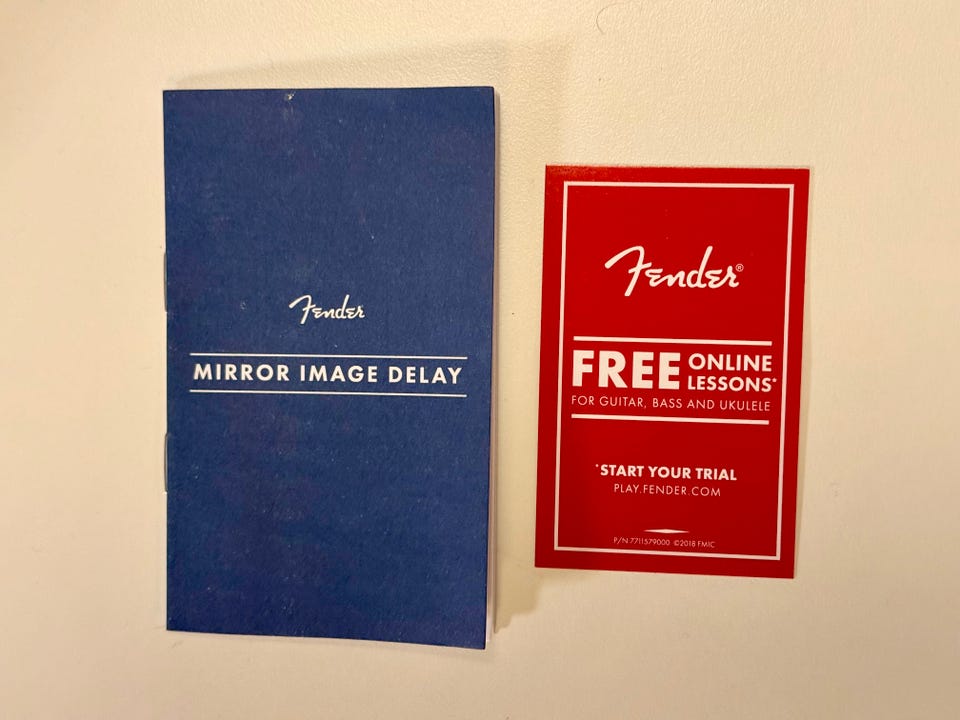 Fender
MIRROR IMAGE DELAY
Fender®
FREE ONLINE LESSONS*
FOR GUITAR, BASS AND UKULELE
*START YOUR TRIAL
PLAY.FENDER.COM
P/N 7711579000 ©2018 FMIC